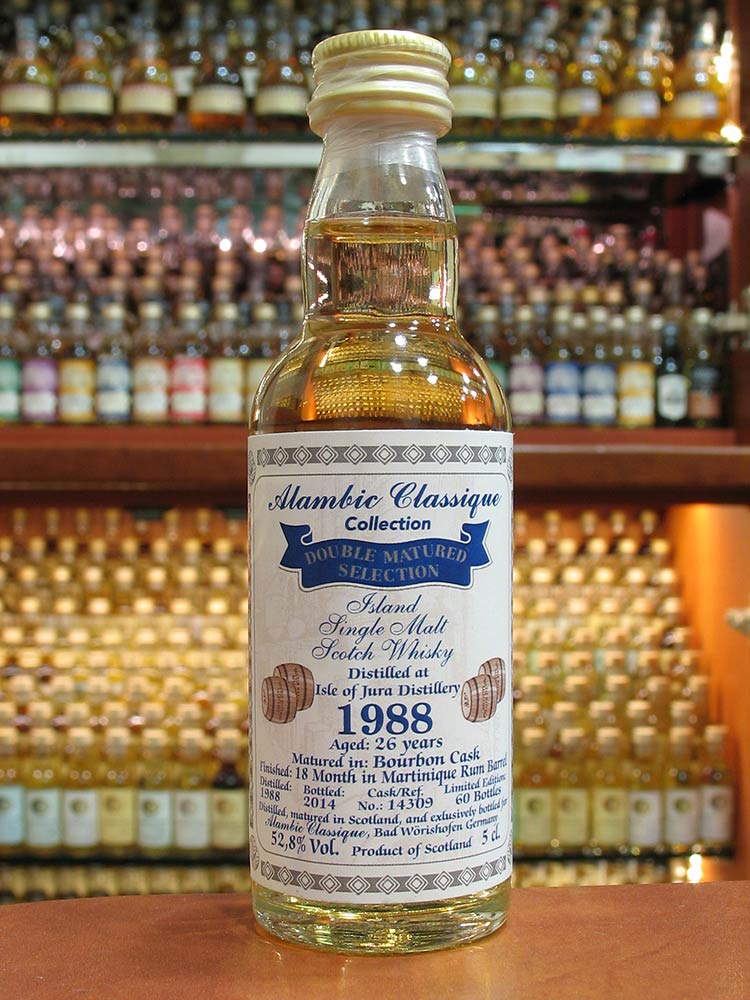 Alambic Classique
Collection
DOUBLE MATURED
SELECTION
Island
Single Malt
Scotch Whisky
Distilled at
Isle of Jura Distillery
1988
Aged: 26 years
Matured in: Bourbon Cask
Finished: 18 Month in Martinique Rum Barrel
Distilled: Bottled: Cask/Ref. Limited Edition:
1988 2014 No.: 14309 60 Bottles
Distilled, matured in Scotland, and exlusively bottled for
Alambic Classique, Bad Wörishofen Germany
52,8% Vol. Product of Scotland 5 cl.